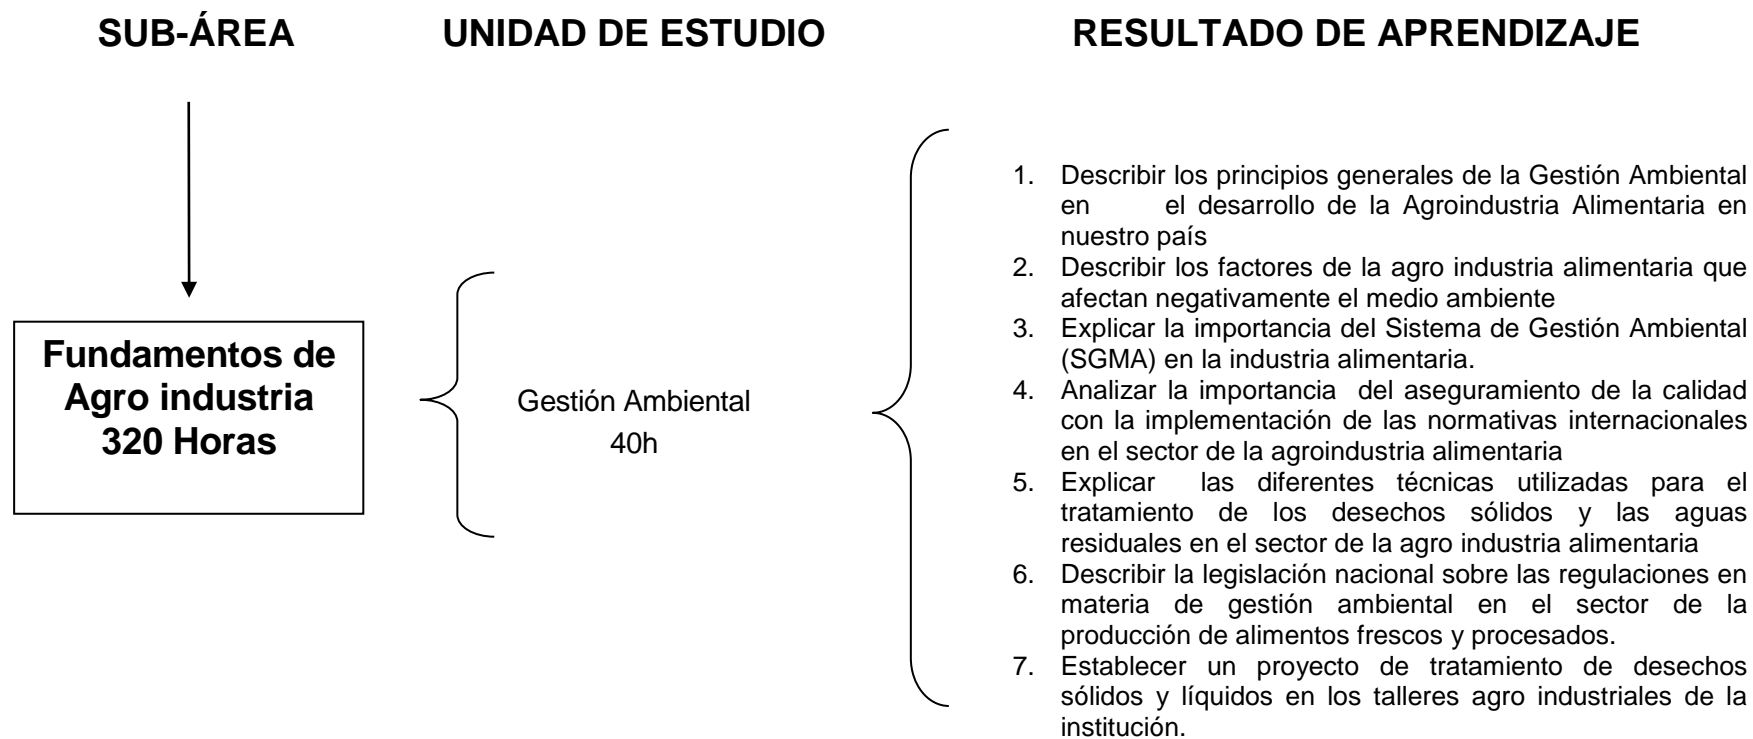 SUB-ÁREA UNIDAD DE ESTUDIO RESULTADO DE APRENDIZAJE
Fundamentos de
Agro industria
320 Horas
Gestión Ambiental
40h
1. Describir los principios generales de la Gestión Ambiental
en el desarrollo de la Agroindustria Alimentaria en
nuestro país
2. Describir los factores de la agro industria alimentaria que
afectan negativamente el medio ambiente
3. Explicar la importancia del Sistema de Gestión Ambiental
(SGMA) en la industria alimentaria.
4. Analizar la importancia del aseguramiento de la calidad
con la implementación de las normativas internacionales
en el sector de la agroindustria alimentaria
5. Explicar las diferentes técnicas utilizadas para el
tratamiento de los desechos sólidos y las aguas
residuales en el sector de la agro industria alimentaria
6. Describir la legislación nacional sobre las regulaciones en
materia de gestión ambiental en el sector de la
producción de alimentos frescos y procesados.
7. Establecer un proyecto de tratamiento de desechos
sólidos y líquidos en los talleres agro industriales de la
institución.